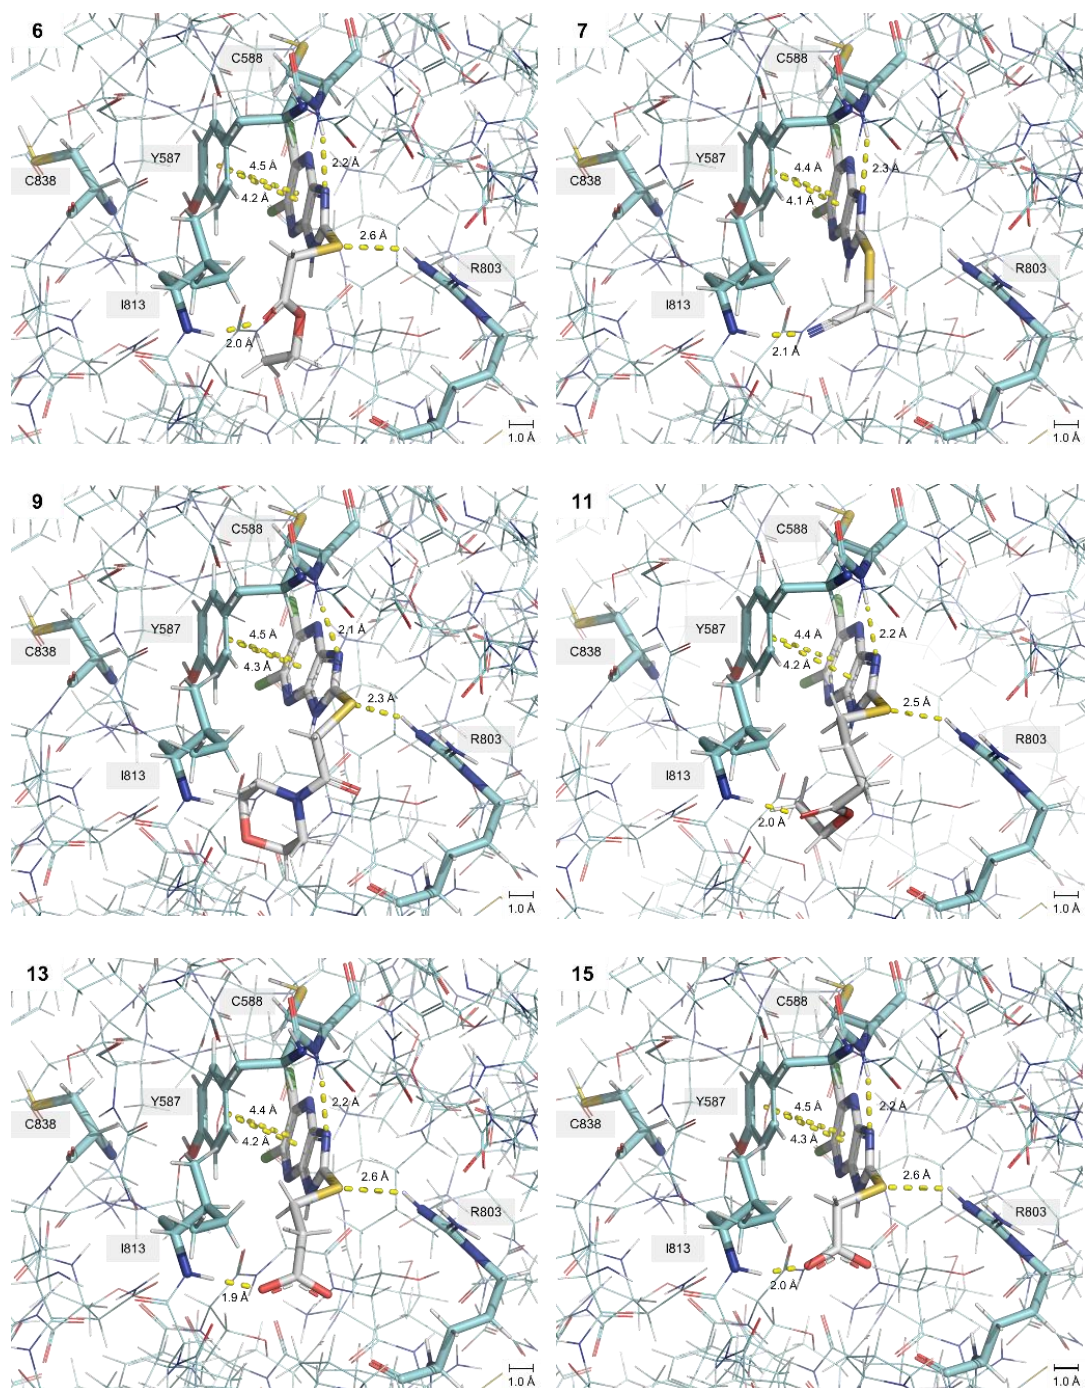 6
C588
Y587
4.5 Å
2.2 Å
C838
4.2 Å
2.6 Å
R803
I813
2.0 Å
1.0 Å
7
C588
Y587
4.4 Å
2.3 Å
C838
4.1 Å
R803
I813
2.1 Å
1.0 Å
9
C588
Y587
4.5 Å
2.1 Å
C838
4.3 Å
2.3 Å
R803
I813
1.0 Å
11
C588
Y587
4.4 Å
2.2 Å
C838
4.2 Å
2.5 Å
R803
I813
2.0 Å
1.0 Å
13
C588
Y587
4.4 Å
2.2 Å
C838
4.2 Å
2.6 Å
R803
I813
1.9 Å
1.0 Å
15
C588
Y587
4.5 Å
2.2 Å
C838
4.3 Å
2.6 Å
R803
I813
2.0 Å
1.0 Å